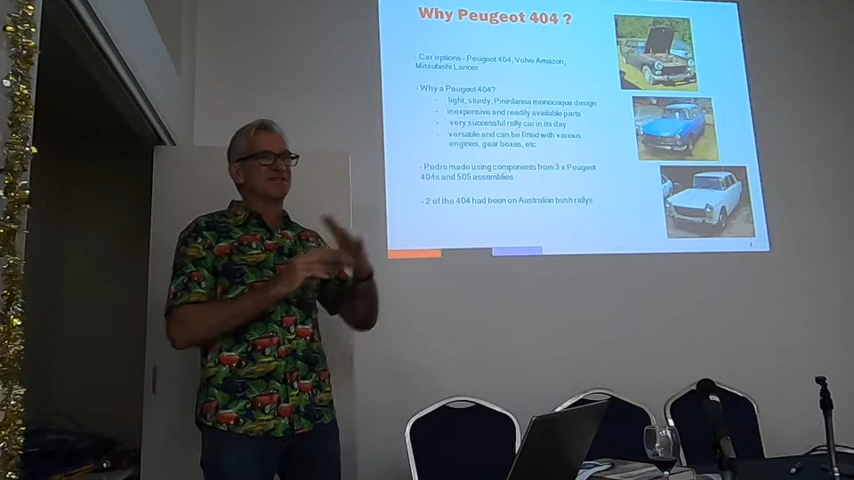 Why Peugeot 404 ?
• Car options – Peugeot 404, Volvo Amazon,
Mitsubishi Lancer
• Why a Peugeot 404?
• light, sturdy, Pininfarina monocoque design
• inexpensive and readily available parts
• very successful rally car in its day
• versatile and can be fitted with variety of
engines, gear boxes, etc
• Pedro made using components from 3 x Peugeot
404s and 505 assemblies
• 2 of the 404 had been on Australian bush rallys